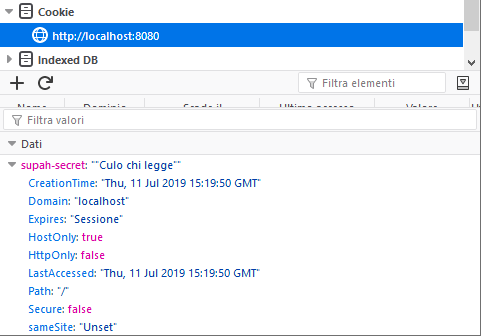 Cookie
http://localhost:8080
Indexed DB
Filtra elementi
Nome Dominio Scade il Ultimo accesso Valore
Filtra valori
Dati
supah-secret: ""Culo chi legge""
CreationTime: "Thu, 11 Jul 2019 15:19:50 GMT"
Domain: "localhost"
Expires: "Sessione"
HostOnly: true
HttpOnly: false
LastAccessed: "Thu, 11 Jul 2019 15:19:50 GMT"
Path: "/"
Secure: false
sameSite: "Unset"